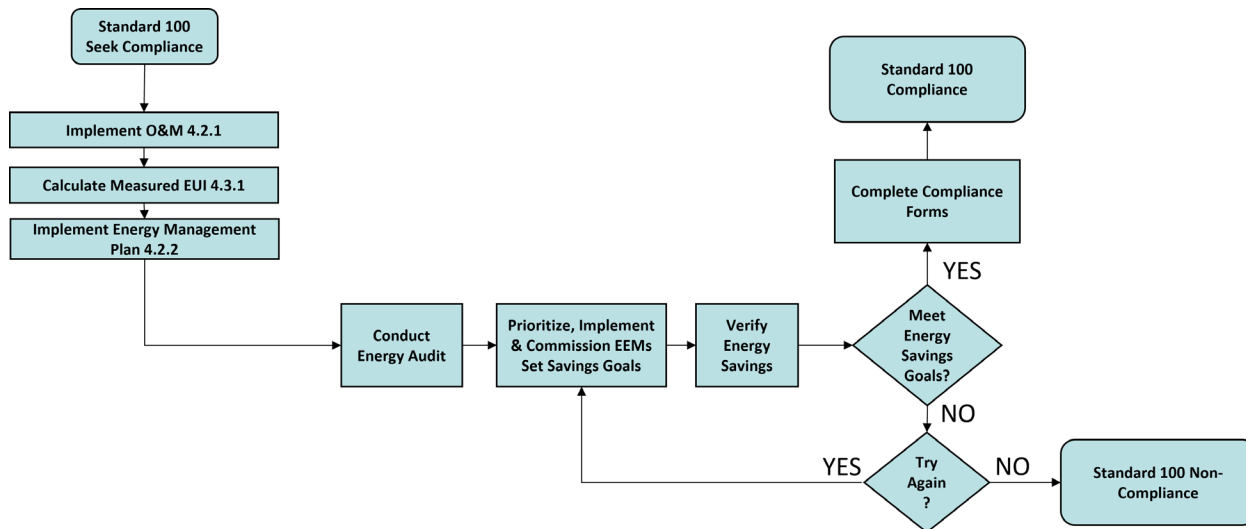 Standard 100
Seek Compliance
Implement O&M 4.2.1
Calculate Measured EUI 4.3.1
Implement Energy Management
Plan 4.2.2
Conduct
Energy Audit
Prioritize, Implement
& Commission EEMs
Set Savings Goals
Verify
Energy
Savings
Meet
Energy
Savings
Goals?
YES
Complete Compliance
Forms
Standard 100
Compliance
NO
Try
Again
?
YES
NO
Standard 100 Non-
Compliance